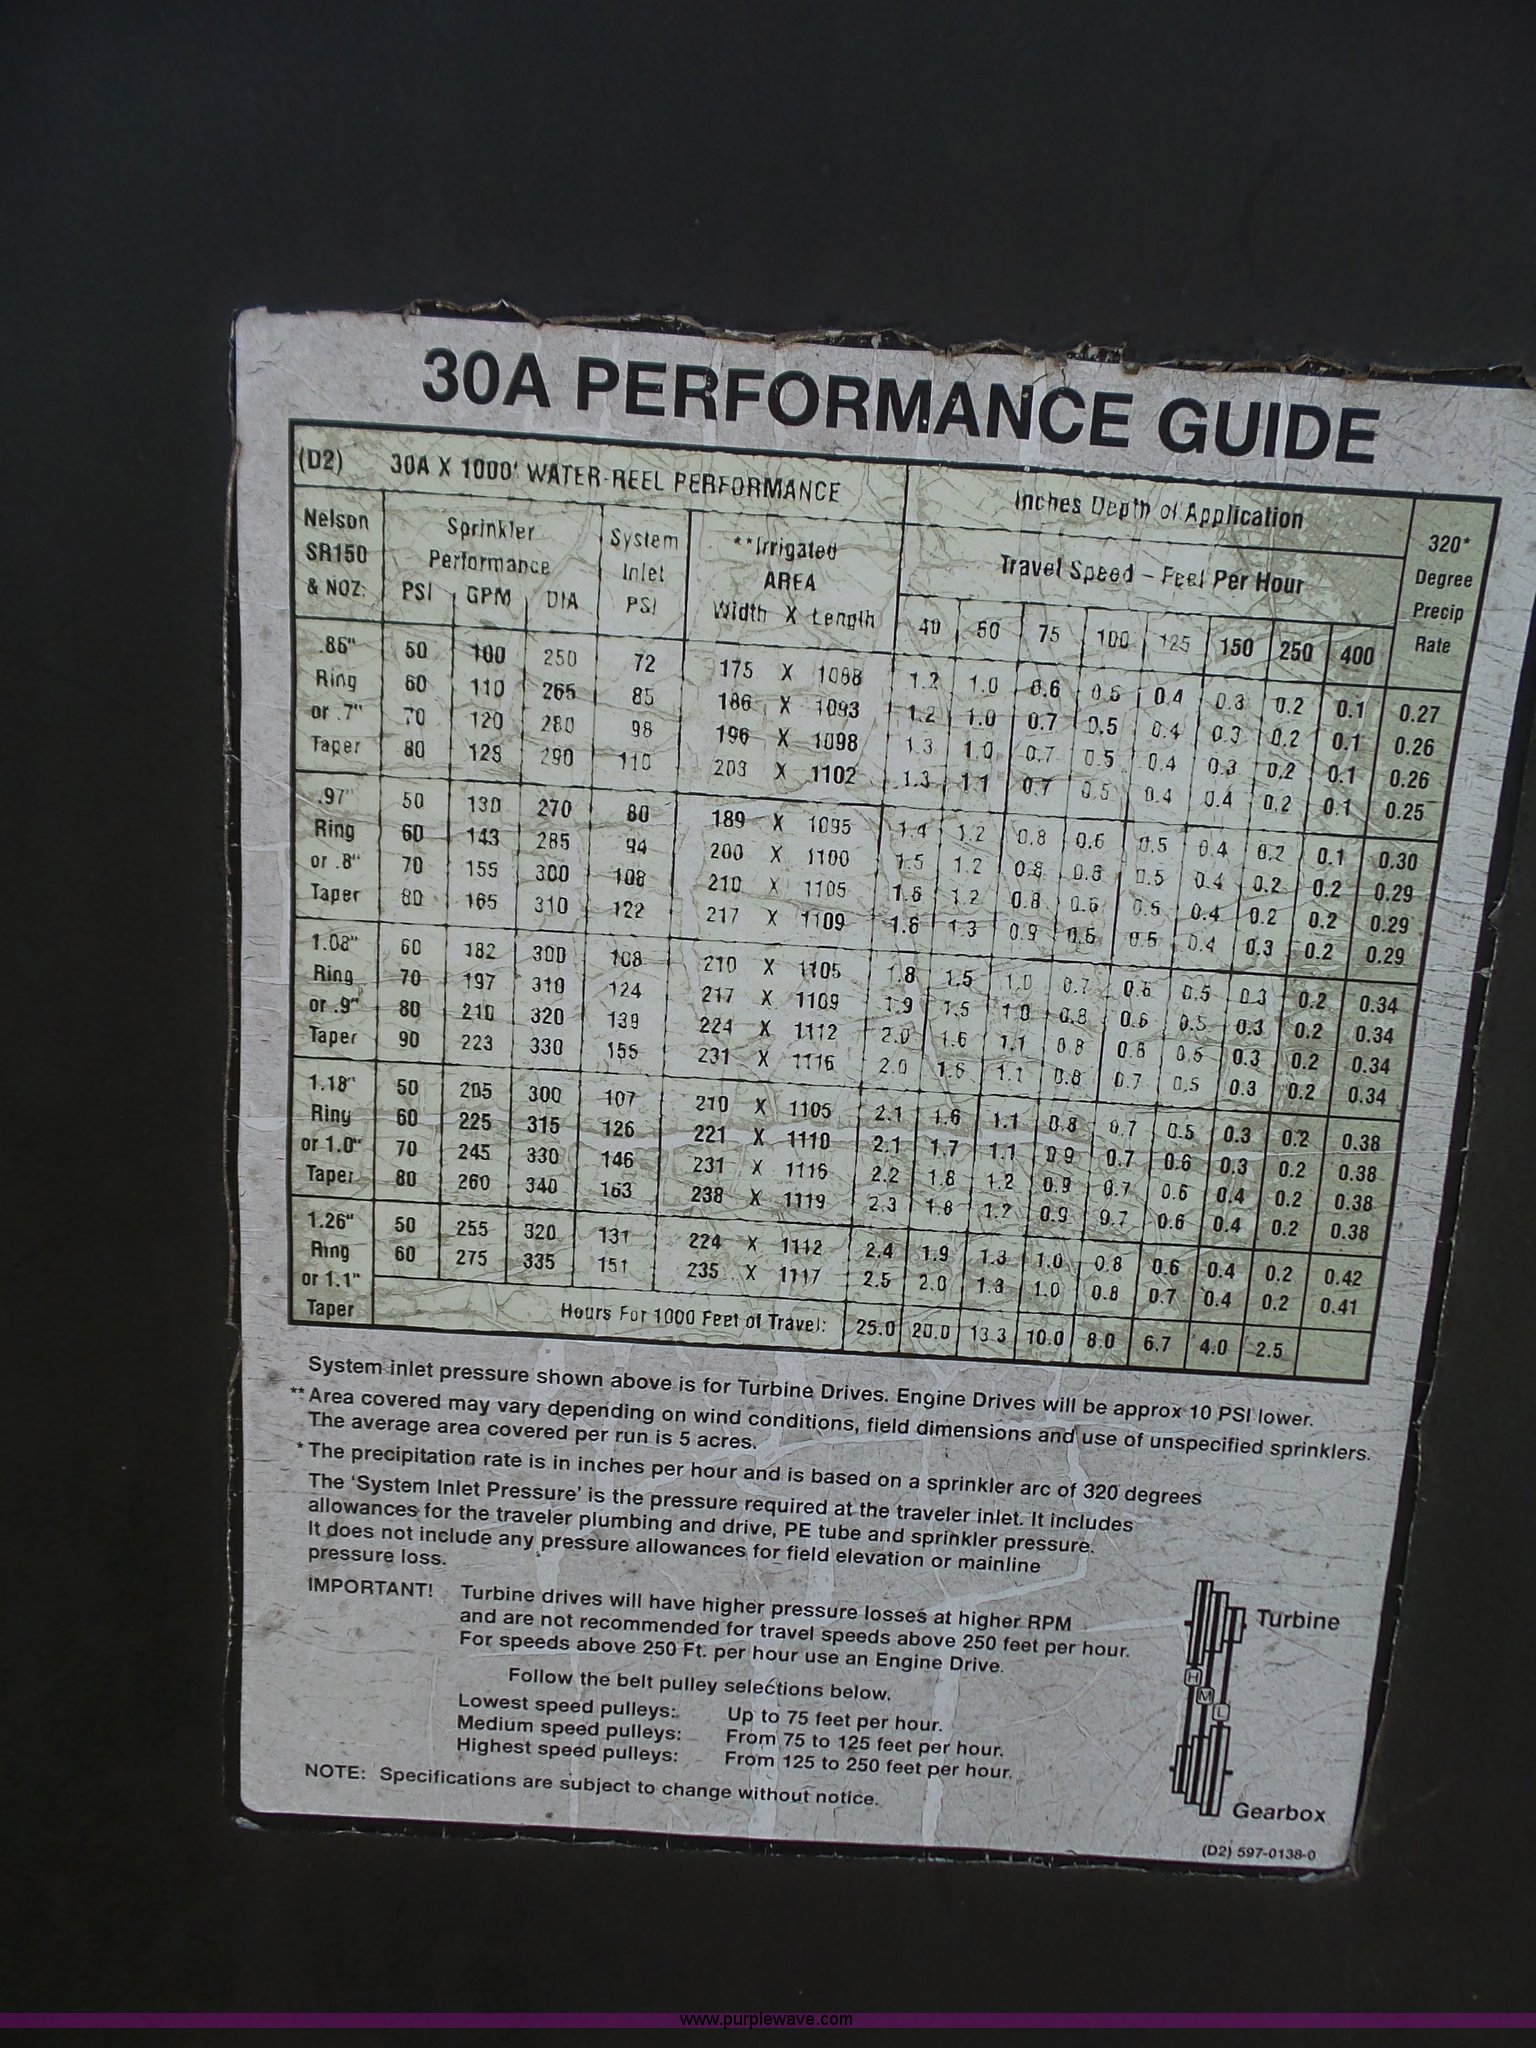 30A PERFORMANCE GUIDE
(D2) 30A X 1000' WATER-REEL PERFORMANCE Inches Depth of Application 320*
Nelson Sprinkler System **Irrigated Travel Speed – Feet Per Hour Degree
SR150 Performance Inlet AREA Precip
& NOZ: PSI GPM DIA PSI Width X Length 40 50 75 100 125 150 250 400 Rate
.86" 50 100 250 72 175 X 1088 1.2 1.0 0.6 0.5 0.4 0.3 0.2 0.1 0.27
Ring 60 110 265 85 186 X 1093 1.2 1.0 0.7 0.5 0.4 0.3 0.2 0.1 0.26
or .7" 70 120 280 98 196 X 1098 1.3 1.0 0.7 0.5 0.4 0.3 0.2 0.1 0.26
Taper 80 128 290 110 203 X 1102 1.3 1.1 0.7 0.5 0.4 0.4 0.2 0.1 0.25
.97" 50 130 270 80 189 X 1095 1.4 1.2 0.8 0.6 0.5 0.4 0.2 0.1 0.30
Ring 60 143 285 94 200 X 1100 1.5 1.2 0.8 0.6 0.5 0.4 0.2 0.2 0.29
or .8" 70 155 300 108 210 X 1105 1.6 1.2 0.8 0.6 0.5 0.4 0.2 0.2 0.29
Taper 80 165 310 122 217 X 1109 1.6 1.3 0.9 0.6 0.5 0.4 0.3 0.2 0.29
1.08" 60 182 300 108 210 X 1105 1.8 1.5 1.0 0.7 0.6 0.5 0.3 0.2 0.34
Ring 70 197 310 124 217 X 1109 1.9 1.5 1.0 0.8 0.6 0.5 0.3 0.2 0.34
or .9" 80 210 320 139 224 X 1112 2.0 1.6 1.1 0.8 0.6 0.5 0.3 0.2 0.34
Taper 90 223 330 155 231 X 1116 2.0 1.6 1.1 0.8 0.7 0.5 0.3 0.2 0.34
1.18" 50 205 300 107 210 X 1105 2.1 1.6 1.1 0.8 0.7 0.5 0.3 0.2 0.38
Ring 60 225 315 126 221 X 1110 2.1 1.7 1.1 0.9 0.7 0.6 0.3 0.2 0.38
or 1.0" 70 245 330 146 231 X 1116 2.2 1.8 1.2 0.9 0.7 0.6 0.4 0.2 0.38
Taper 80 260 340 163 238 X 1119 2.3 1.8 1.2 0.9 0.7 0.6 0.4 0.2 0.38
1.26" 50 255 320 131 224 X 1112 2.4 1.9 1.3 1.0 0.8 0.6 0.4 0.2 0.42
Ring 60 275 335 151 235 X 1117 2.5 2.0 1.3 1.0 0.8 0.7 0.4 0.2 0.41
or 1.1"
Taper Hours For 1000 Feet of Travel: 25.0 20.0 13.3 10.0 8.0 6.7 4.0 2.5
System inlet pressure shown above is for Turbine Drives. Engine Drives will be approx 10 PSI lower.
** Area covered may vary depending on wind conditions, field dimensions and use of unspecified sprinklers.
The average area covered per run is 5 acres.
* The precipitation rate is in inches per hour and is based on a sprinkler arc of 320 degrees
The 'System Inlet Pressure' is the pressure required at the traveler inlet. It includes
allowances for the traveler plumbing and drive, PE tube and sprinkler pressure.
It does not include any pressure allowances for field elevation or mainline
pressure loss.
IMPORTANT! Turbine drives will have higher pressure losses at higher RPM
and are not recommended for travel speeds above 250 feet per hour.
For speeds above 250 Ft. per hour use an Engine Drive.
Follow the belt pulley selections below.
Lowest speed pulleys: Up to 75 feet per hour.
Medium speed pulleys: From 75 to 125 feet per hour.
Highest speed pulleys: From 125 to 250 feet per hour.
NOTE: Specifications are subject to change without notice.
Turbine
H
M
L
Gearbox
(D2) 597-0138-0
www.purplewave.com